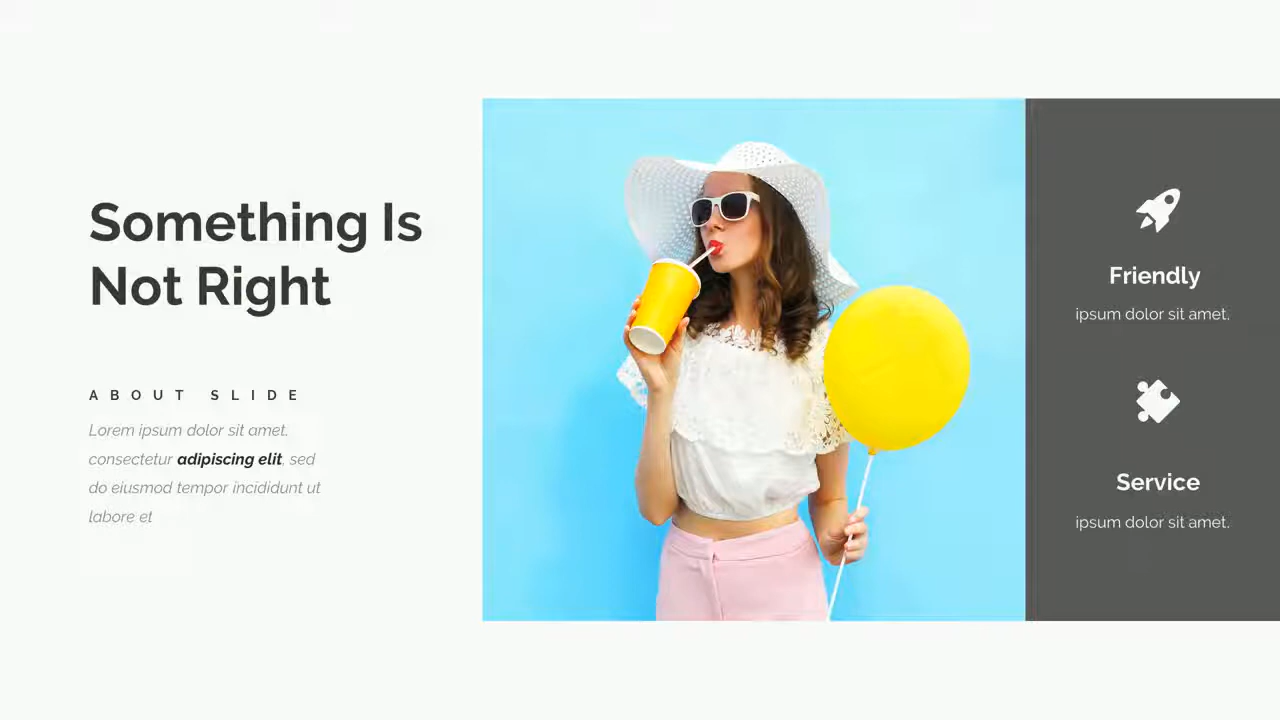 Something Is
Not Right
ABOUT SLIDE
Lorem ipsum dolor sit amet,
consectetur adipiscing elit, sed
do eiusmod tempor incididunt ut
labore et
Friendly
ipsum dolor sit amet.
Service
ipsum dolor sit amet.